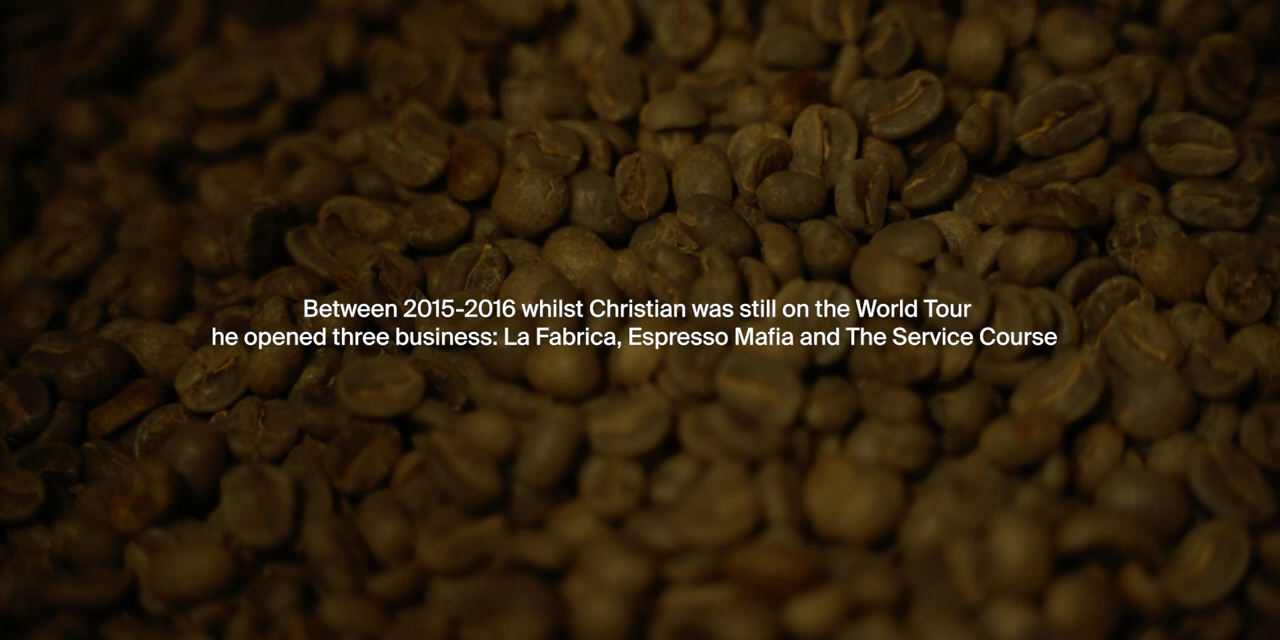 Between 2015-2016 whilst Christian was still on the World Tour
he opened three business: La Fabrica, Espresso Mafia and The Service Course